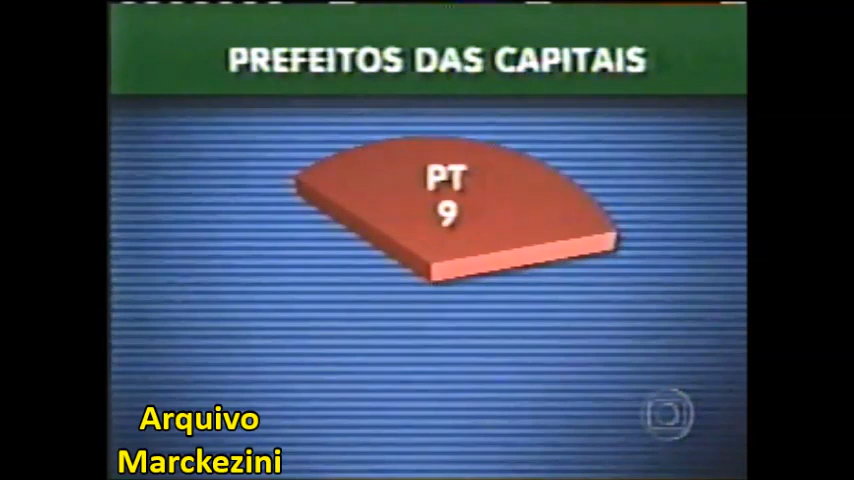 PREFEITOS DAS CAPITAIS
PT
9
Arquivo
Marckezini